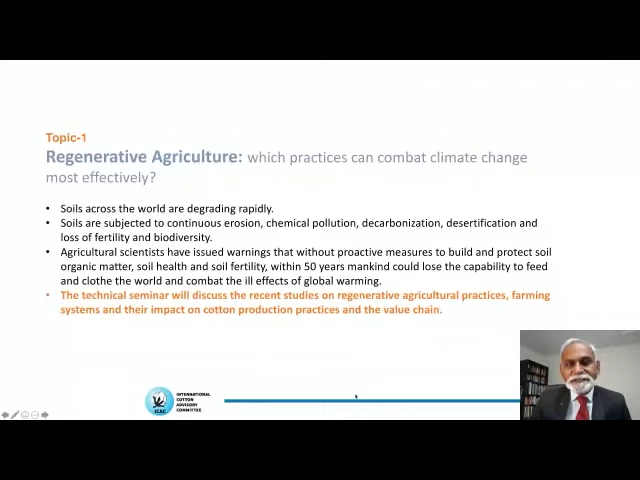 Topic-1
Regenerative Agriculture: which practices can combat climate change
most effectively?
• Soils across the world are degrading rapidly.
• Soils are subjected to continuous erosion, chemical pollution, decarbonization, desertification and
loss of fertility and biodiversity.
• Agricultural scientists have issued warnings that without proactive measures to build and protect soil
organic matter, soil health and soil fertility, within 50 years mankind could lose the capability to feed
and clothe the world and combat the ill effects of global warming.
• The technical seminar will discuss the recent studies on regenerative agricultural practices, farming
systems and their impact on cotton production practices and the value chain.
ICAC
INTERNATIONAL
COTTON
ADVISORY
COMMITTEE